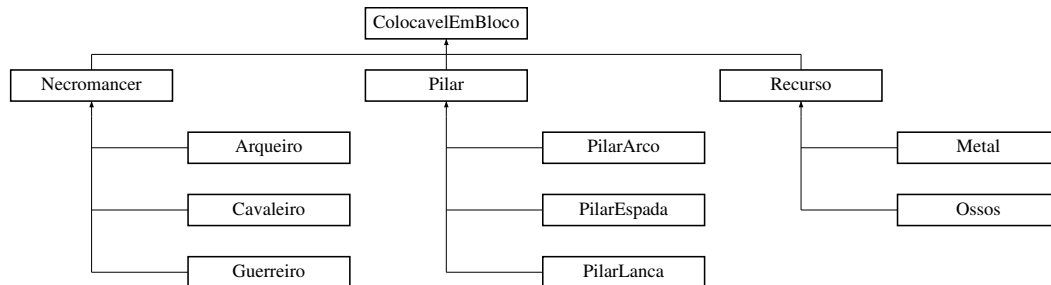 ColocavelEmBloco
Necromancer
Pilar
Recurso
Arqueiro
PilarArco
Metal
Cavaleiro
PilarEspada
Ossos
Guerreiro
PilarLanca